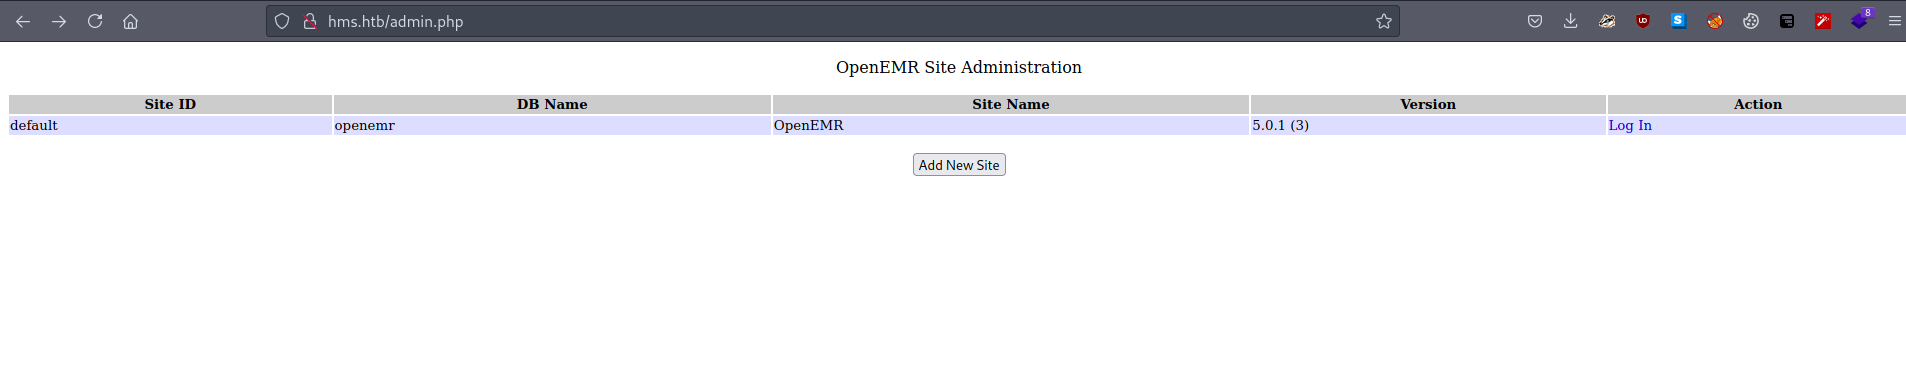 hms.htb/admin.php
8
OpenEMR Site Administration
Site ID DB Name Site Name Version Action
default openemr OpenEMR 5.0.1 (3) Log In
Add New Site